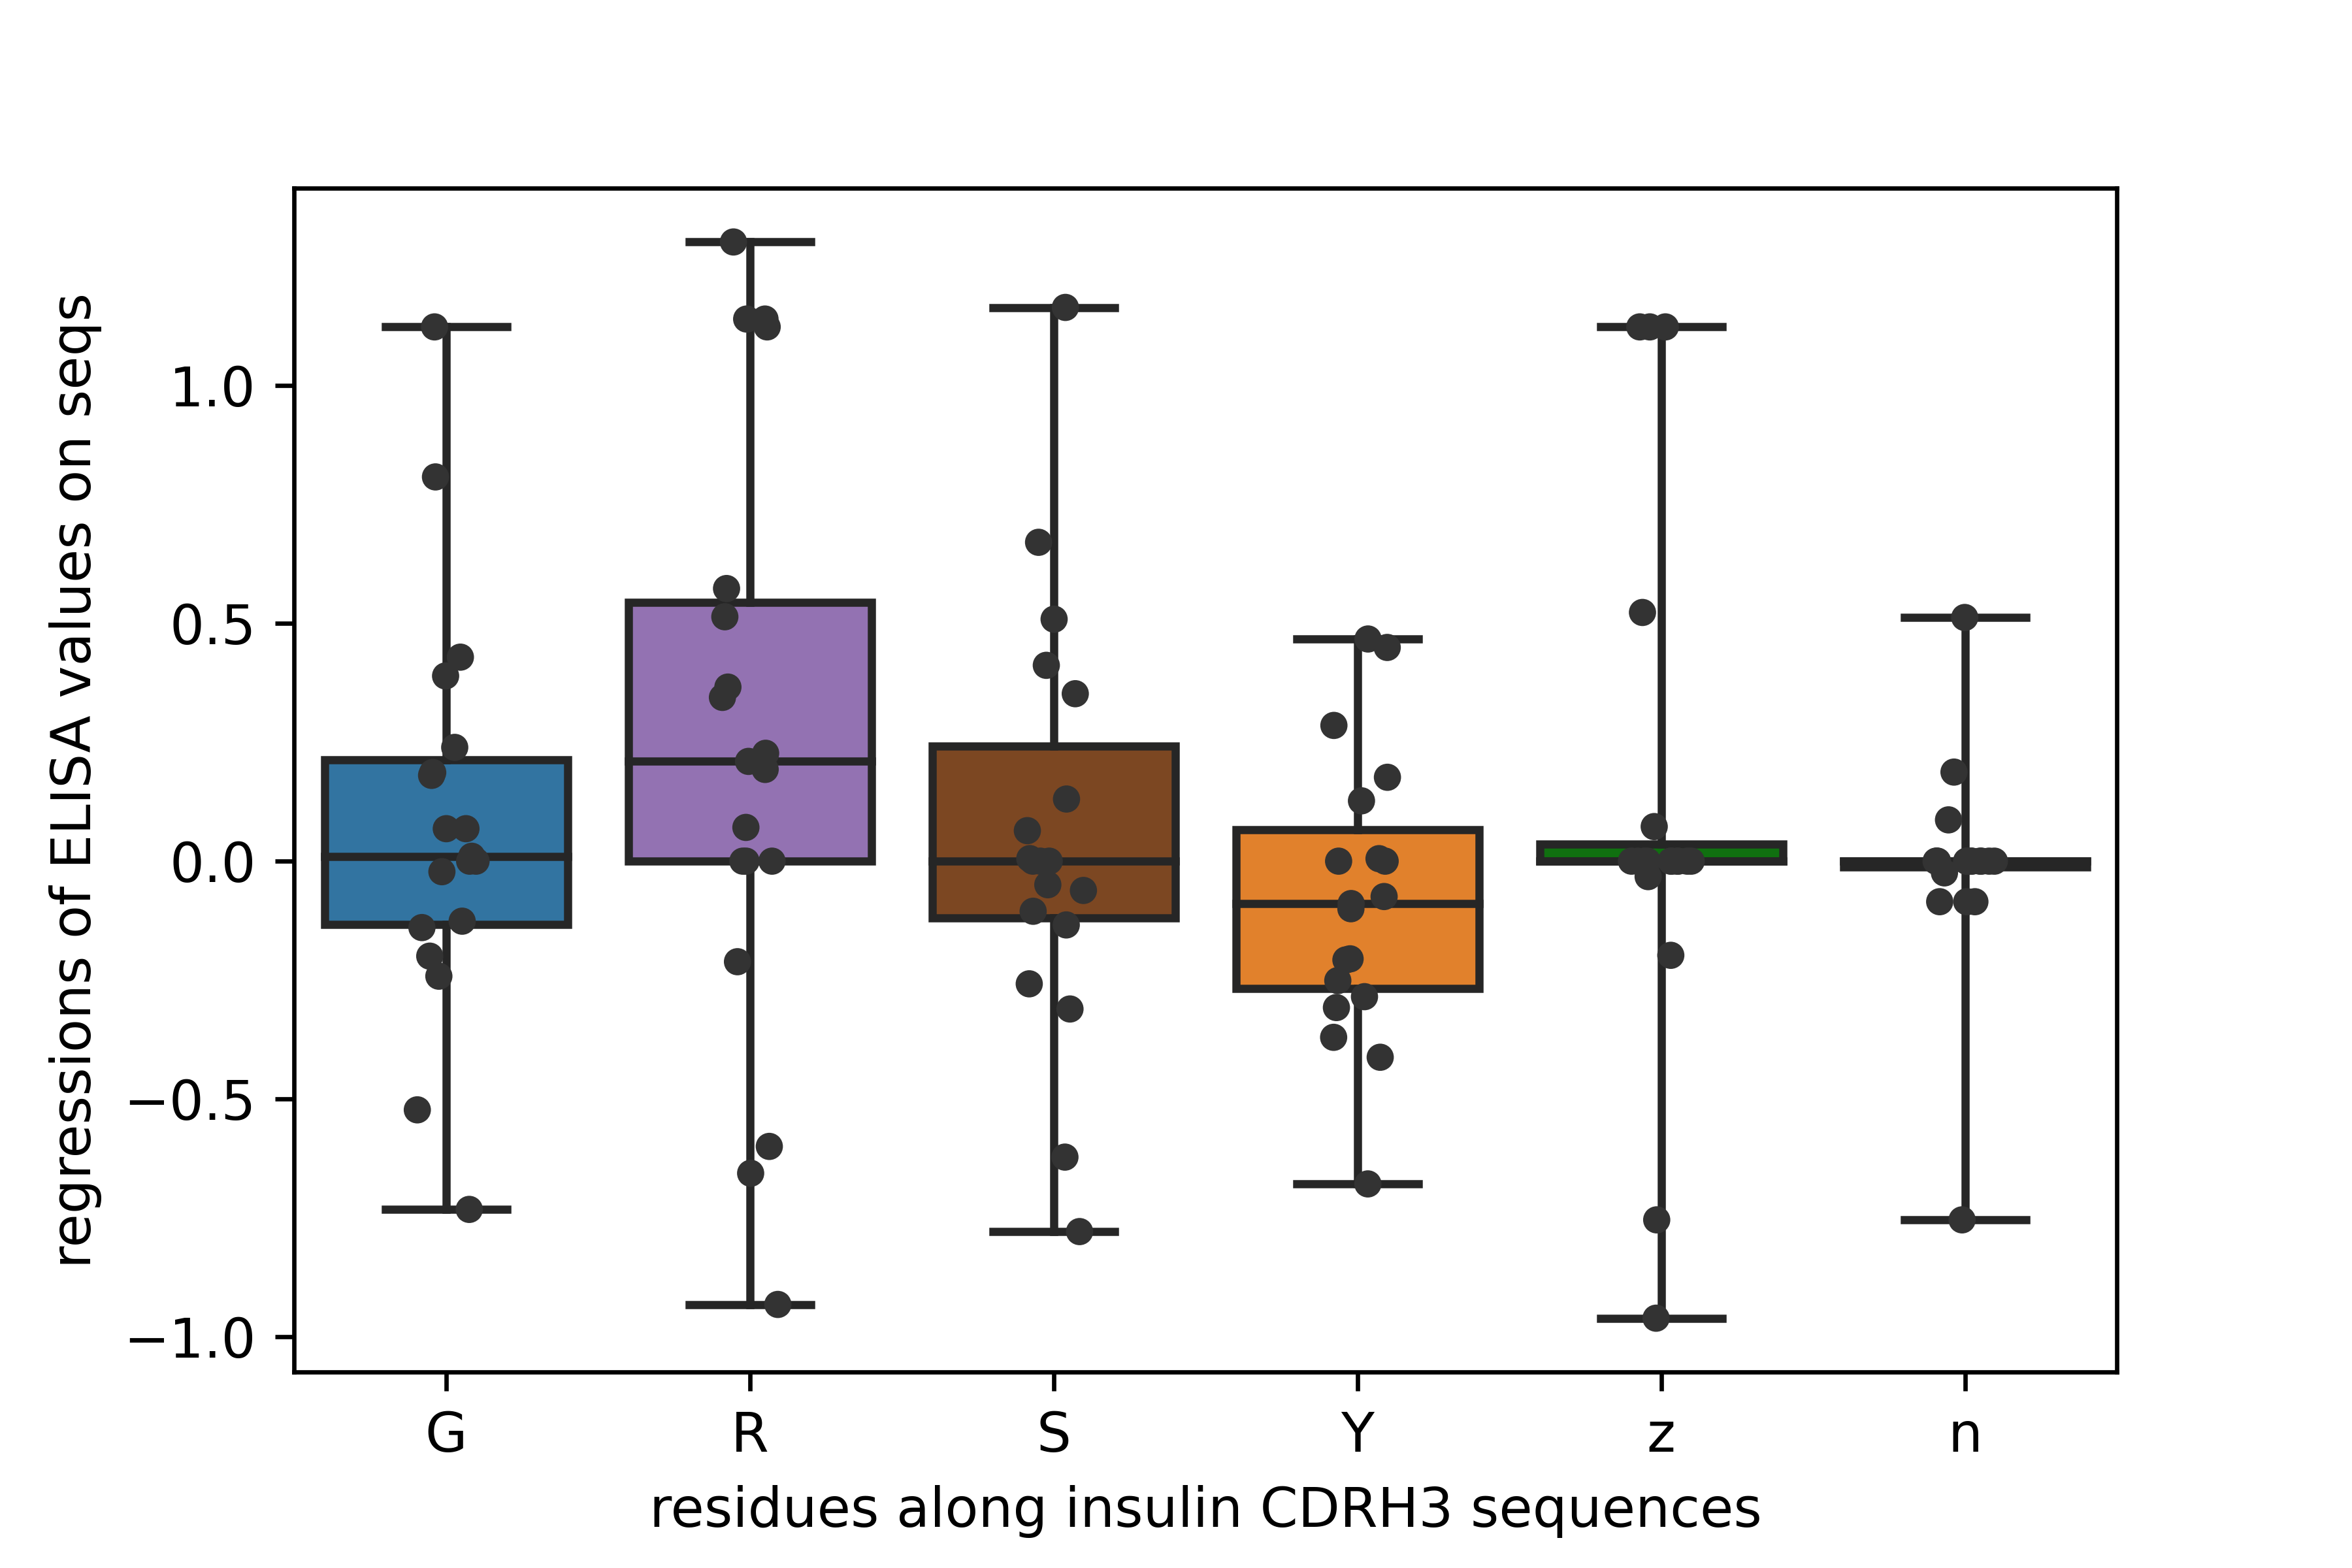 regressions of ELISA values on seqs
1.0
0.5
0.0
−0.5
−1.0
G R S Y z n
residues along insulin CDRH3 sequences